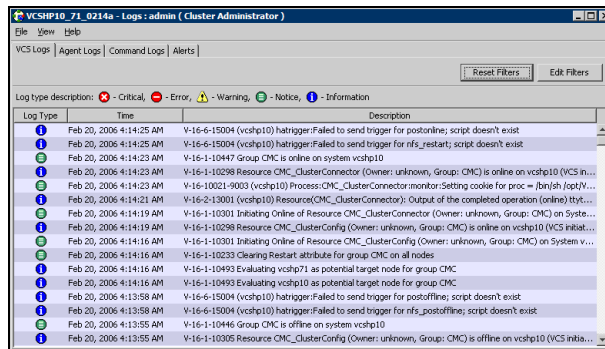 VCSHP10_71_0214a - Logs : admin ( Cluster Administrator )
File View Help
VCS Logs Agent Logs Command Logs Alerts
Reset Filters Edit Filters
Log type description: - Critical, - Error, - Warning, - Notice, - Information
Log Type Time Description
Feb 20, 2006 4:14:25 AM V-16-6-15004 (vcshp10) hatrigger:Failed to send trigger for postonline; script doesn't exist
Feb 20, 2006 4:14:25 AM V-16-6-15004 (vcshp10) hatrigger:Failed to send trigger for nfs_restart; script doesn't exist
Feb 20, 2006 4:14:23 AM V-16-1-10447 Group CMC is online on system vcshp10
Feb 20, 2006 4:14:23 AM V-16-1-10298 Resource CMC_ClusterConnector (Owner: unknown, Group: CMC) is online on vcshp10 (VCS in...
Feb 20, 2006 4:14:23 AM V-16-10021-9003 (vcshp10) Process:CMC_ClusterConnector:monitor:Setting cookie for proc = /bin/sh /opt/V...
Feb 20, 2006 4:14:21 AM V-16-2-13001 (vcshp10) Resource(CMC_ClusterConnector): Output of the completed operation (online) ttyt...
Feb 20, 2006 4:14:19 AM V-16-1-10301 Initiating Online of Resource CMC_ClusterConnector (Owner: unknown, Group: CMC) on Syste...
Feb 20, 2006 4:14:19 AM V-16-1-10298 Resource CMC_ClusterConfig (Owner: unknown, Group: CMC) is online on vcshp10 (VCS initiat...
Feb 20, 2006 4:14:16 AM V-16-1-10301 Initiating Online of Resource CMC_ClusterConfig (Owner: unknown, Group: CMC) on System v...
Feb 20, 2006 4:14:16 AM V-16-1-10233 Clearing Restart attribute for group CMC on all nodes
Feb 20, 2006 4:14:16 AM V-16-1-10493 Evaluating vcshp71 as potential target node for group CMC
Feb 20, 2006 4:14:16 AM V-16-1-10493 Evaluating vcshp10 as potential target node for group CMC
Feb 20, 2006 4:13:58 AM V-16-6-15004 (vcshp10) hatrigger:Failed to send trigger for postoffline; script doesn't exist
Feb 20, 2006 4:13:58 AM V-16-6-15004 (vcshp10) hatrigger:Failed to send trigger for nfs_postoffline; script doesn't exist
Feb 20, 2006 4:13:55 AM V-16-1-10446 Group CMC is offline on system vcshp10
Feb 20, 2006 4:13:55 AM V-16-1-10305 Resource CMC_ClusterConfig (Owner: unknown, Group: CMC) is offline on vcshp10 (VCS initia...